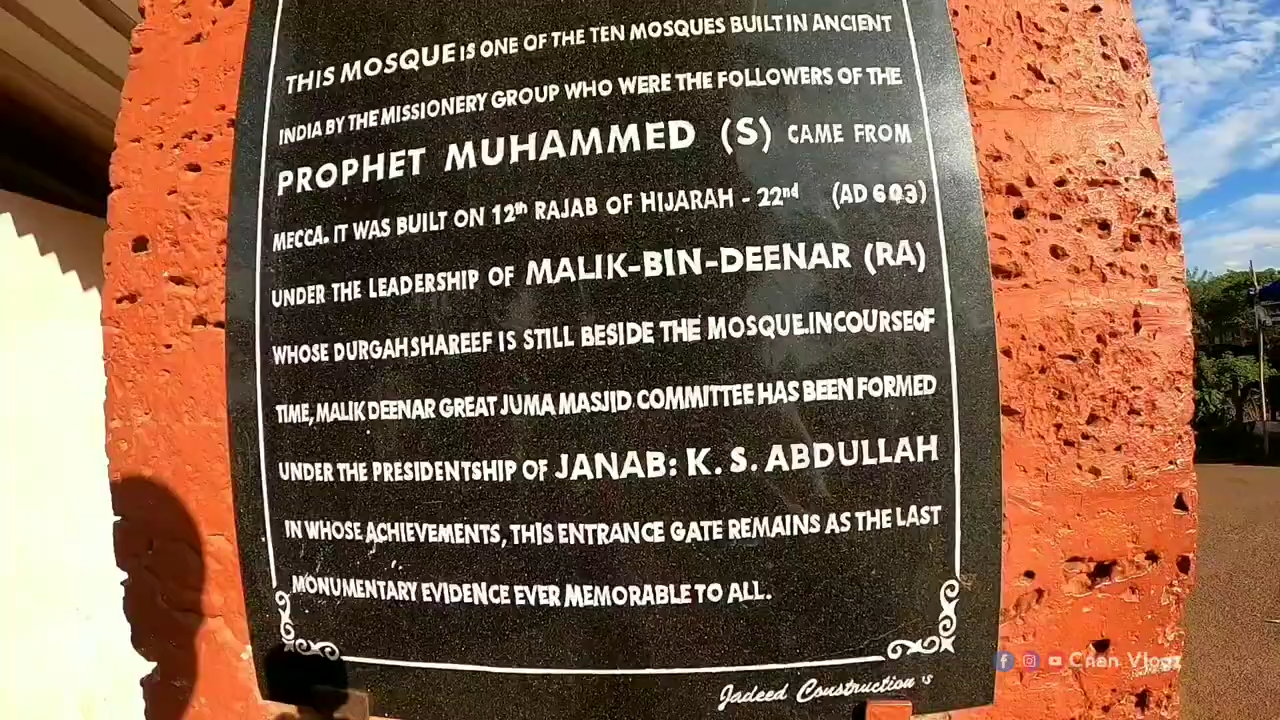 THIS MOSQUE IS ONE OF THE TEN MOSQUES BUILT IN ANCIENT
INDIA BY THE MISSIONERY GROUP WHO WERE THE FOLLOWERS OF THE
PROPHET MUHAMMED (S) CAME FROM
MECCA. IT WAS BUILT ON 12th RAJAB OF HIJARAH - 22nd (AD 643)
UNDER THE LEADERSHIP OF MALIK-BIN-DEENAR (RA)
WHOSE DURGAH SHAREEF IS STILL BESIDE THE MOSQUE. IN COURSE OF
TIME, MALIK DEENAR GREAT JUMA MASJID COMMITTEE HAS BEEN FORMED
UNDER THE PRESIDENTSHIP OF JANAB: K. S. ABDULLAH
IN WHOSE ACHIEVEMENTS, THIS ENTRANCE GATE REMAINS AS THE LAST
MONUMENTARY EVIDENCE EVER MEMORABLE TO ALL.
Jadeed Construction's
Vlogz